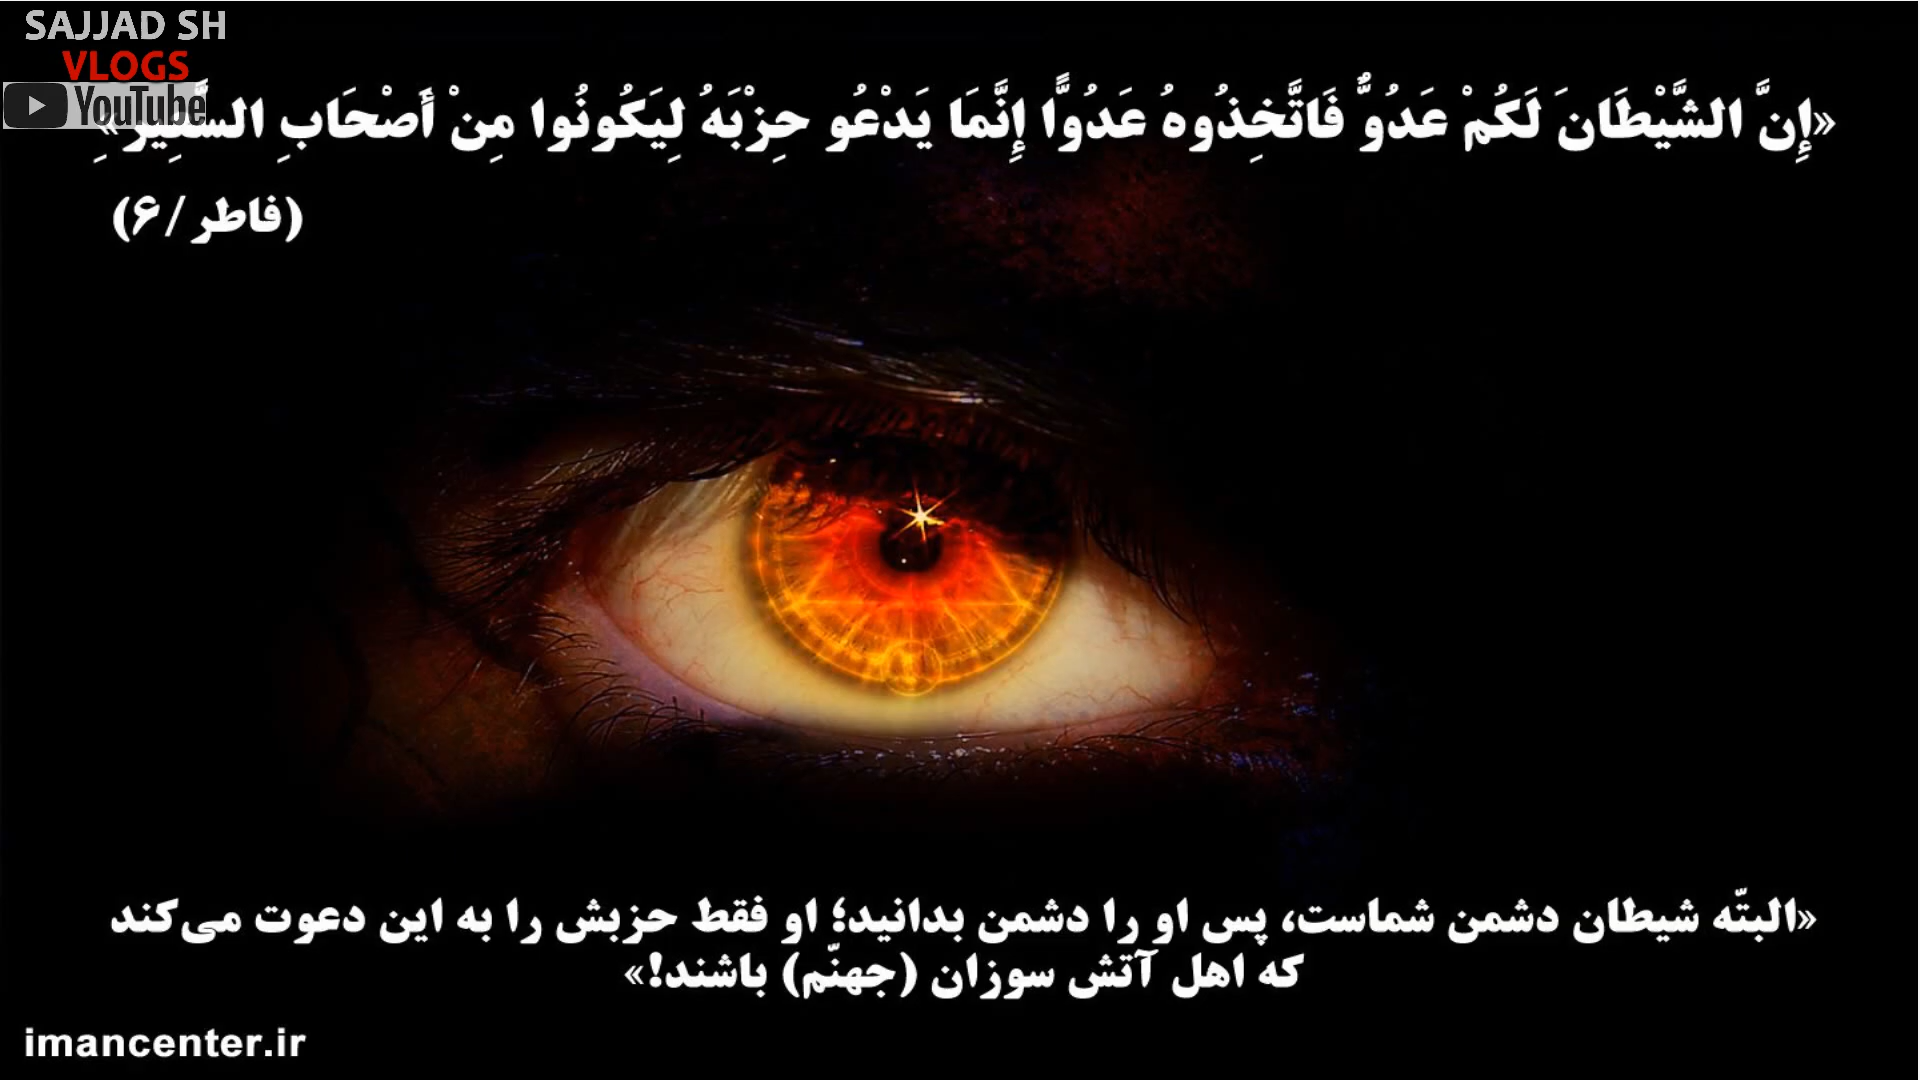 SAJJAD SH
VLOGS
YouTube
«إِنَّ الشَّيْطَانَ لَكُمْ عَدُوٌّ فَاتَّخِذُوهُ عَدُوًّا إِنَّمَا يَدْعُو حِزْبَهُ لِيَكُونُوا مِنْ أَصْحَابِ السَّعِيرِ»
(فاطر/۶)
«البتّه شیطان دشمن شماست، پس او را دشمن بدانید؛ او فقط حزبش را به این دعوت می‌کند
که اهل آتش سوزان (جهنّم) باشند!»
imancenter.ir